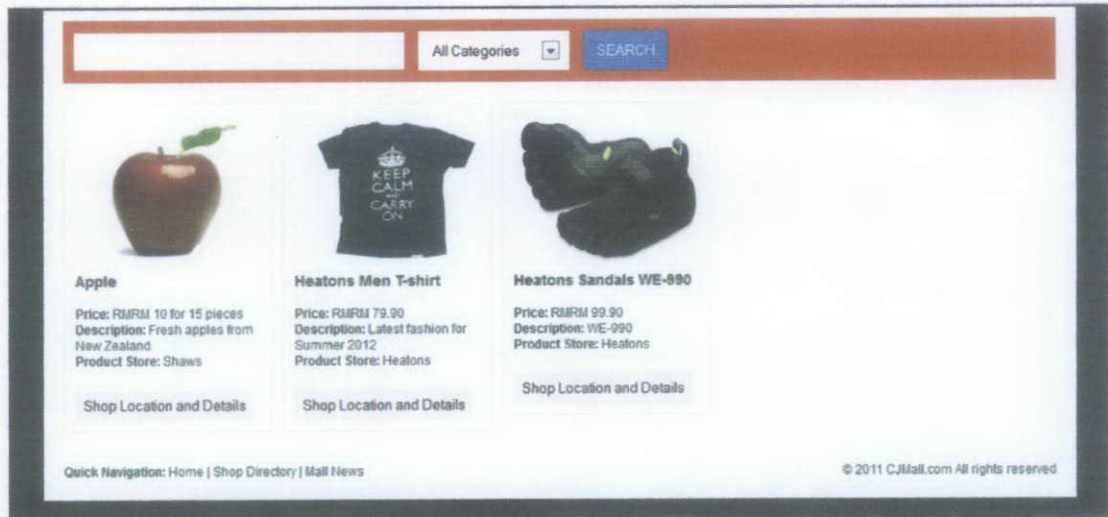 All Categories
SEARCH
KEEP
CALM
AND
CARRY
ON
Apple
Price: RMRM 10 for 15 pieces
Description: Fresh apples from
New Zealand
Product Store: Shaws
Shop Location and Details
Heatons Men T-shirt
Price: RMRM 79.90
Description: Latest fashion for
Summer 2012
Product Store: Heatons
Shop Location and Details
Heatons Sandals WE-990
Price: RMRM 99.90
Description: WE-990
Product Store: Heatons
Shop Location and Details
Quick Navigation: Home | Shop Directory | Mall News
© 2011 CJMall.com All rights reserved